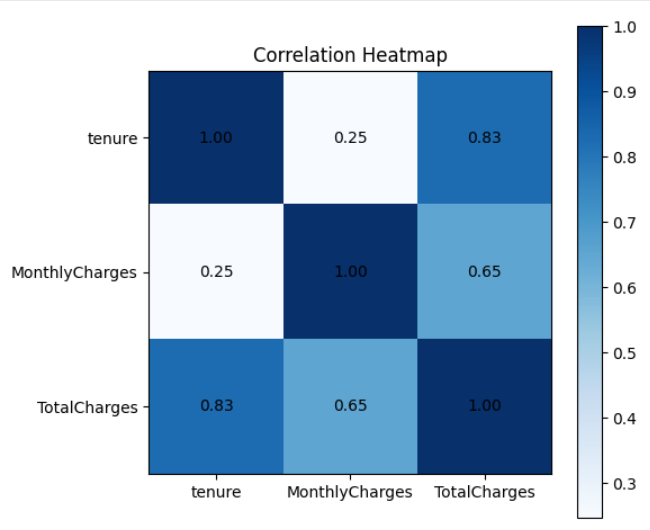 Correlation Heatmap
1.0
0.9
0.8
0.7
0.6
0.5
0.4
0.3
tenure 1.00 0.25 0.83
MonthlyCharges 0.25 1.00 0.65
TotalCharges 0.83 0.65 1.00
tenure MonthlyCharges TotalCharges